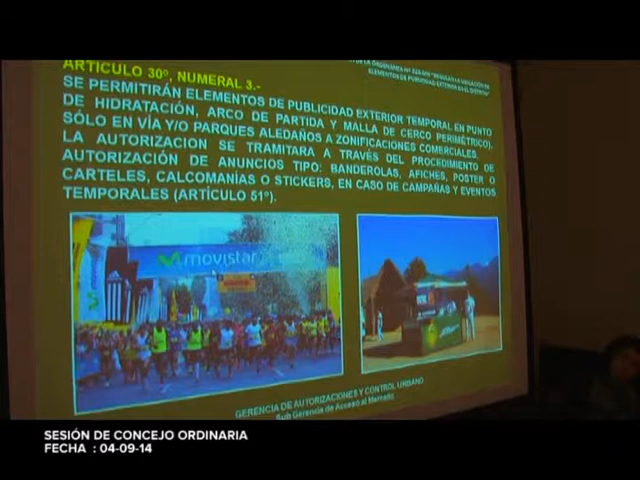 ARTÍCULO 30º, NUMERAL 3.-
SE PERMITIRÁN ELEMENTOS DE PUBLICIDAD EXTERIOR TEMPORAL EN PUNTO
DE HIDRATACIÓN, ARCO DE PARTIDA Y MALLA DE CERCO PERIMÉTRICO).
SÓLO EN VÍA Y/O PARQUES ALEDAÑOS A ZONIFICACIONES COMERCIALES.
LA AUTORIZACION SE TRAMITARA A TRAVÉS DEL PROCEDIMIENTO DE
AUTORIZACIÓN DE ANUNCIOS TIPO: BANDEROLAS, AFICHES, POSTER O
CARTELES, CALCOMANÍAS O STICKERS, EN CASO DE CAMPAÑAS Y EVENTOS
TEMPORALES (ARTÍCULO 51º).
movistar
GERENCIA DE AUTORIZACIONES Y CONTROL URBANO
Sub Gerencia de Acceso al Mercado
SESIÓN DE CONCEJO ORDINARIA
FECHA : 04-09-14